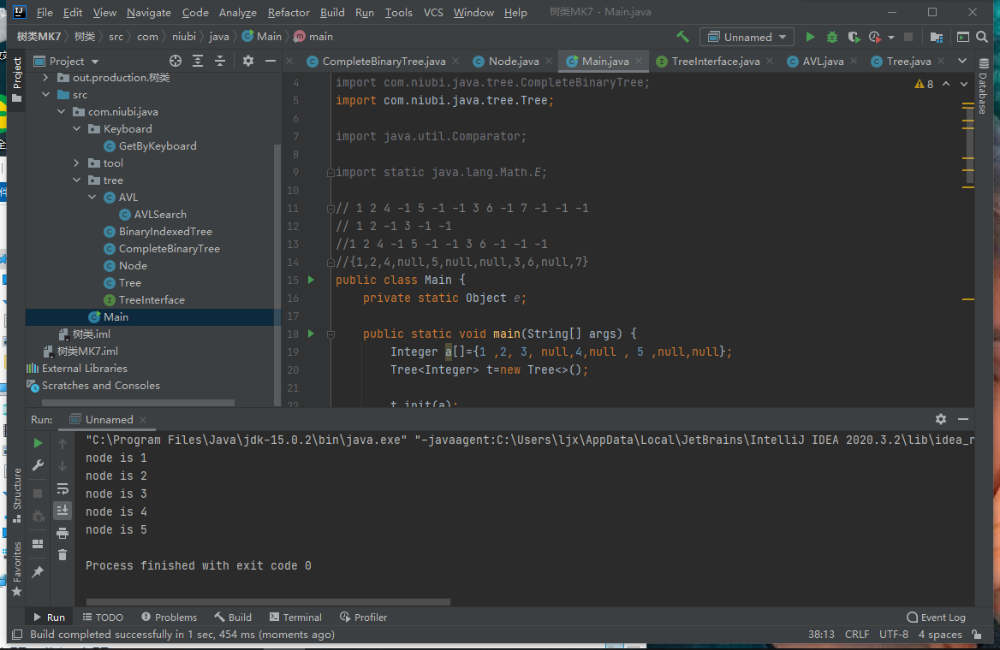 File Edit View Navigate Code Analyze Refactor Build Run Tools VCS Window Help 树类MK7 - Main.java
树类MK7 树类 src com niubi java Main main Unnamed
Project CompleteBinaryTree.java Node.java Main.java TreeInterface.java AVL.java Tree.java
Project
Database
out.production.树类
src
com.niubi.java
Keyboard
GetByKeyboard
tool
tree
AVL
AVLSearch
BinaryIndexedTree
CompleteBinaryTree
Node
Tree
TreeInterface
Main
树类.iml
树类MK7.iml
External Libraries
Scratches and Consoles
8
4 import com.niubi.java.tree.CompleteBinaryTree;
5 import com.niubi.java.tree.Tree;
6
7 import java.util.Comparator;
8
9 import static java.lang.Math.E;
10
11 // 1 2 4 -1 5 -1 -1 3 6 -1 7 -1 -1 -1
12 // 1 2 -1 3 -1 -1
13 //1 2 4 -1 5 -1 -1 3 6 -1 -1 -1
14 //{1,2,4,null,5,null,null,3,6,null,7}
15 public class Main {
16 private static Object e;
17
18 public static void main(String[] args) {
19 Integer a[]={1 ,2, 3, null,4,null , 5 ,null,null};
20 Tree<Integer> t=new Tree<>();
21
22 t.init(a);
Run: Unnamed
"C:\Program Files\Java\jdk-15.0.2\bin\java.exe" "-javaagent:C:\Users\ljx\AppData\Local\JetBrains\IntelliJ IDEA 2020.3.2\lib\idea_r
node is 1
node is 2
node is 3
node is 4
node is 5
Process finished with exit code 0
Structure
Favorites
Run TODO Problems Build Terminal Profiler Event Log
Build completed successfully in 1 sec, 454 ms (moments ago) 38:13 CRLF UTF-8 4 spaces